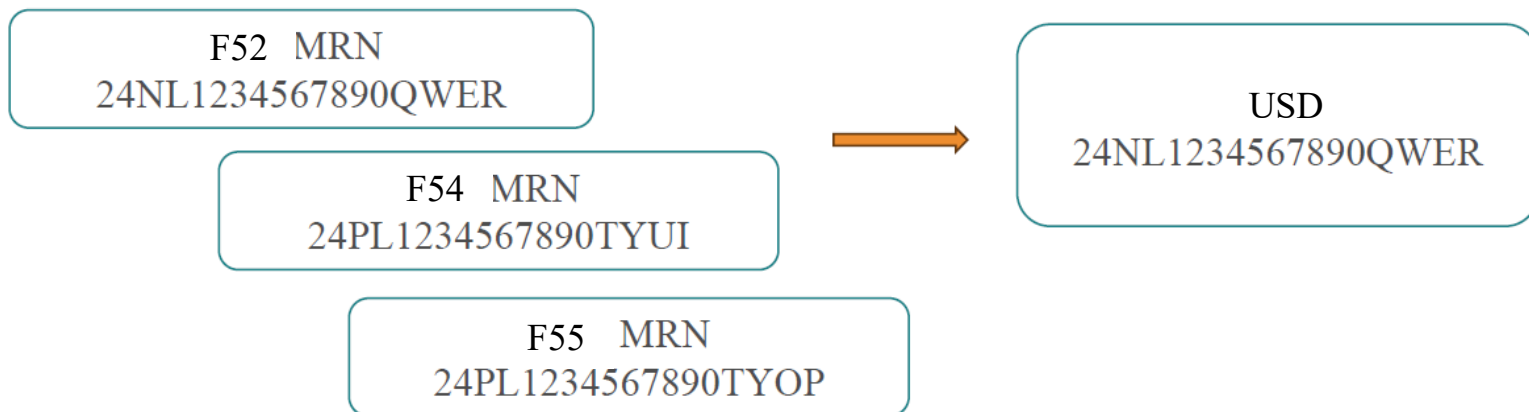 F52 MRN
24NL1234567890QWER
F54 MRN
24PL1234567890TYUI
F55 MRN
24PL1234567890TYOP
USD
24NL1234567890QWER